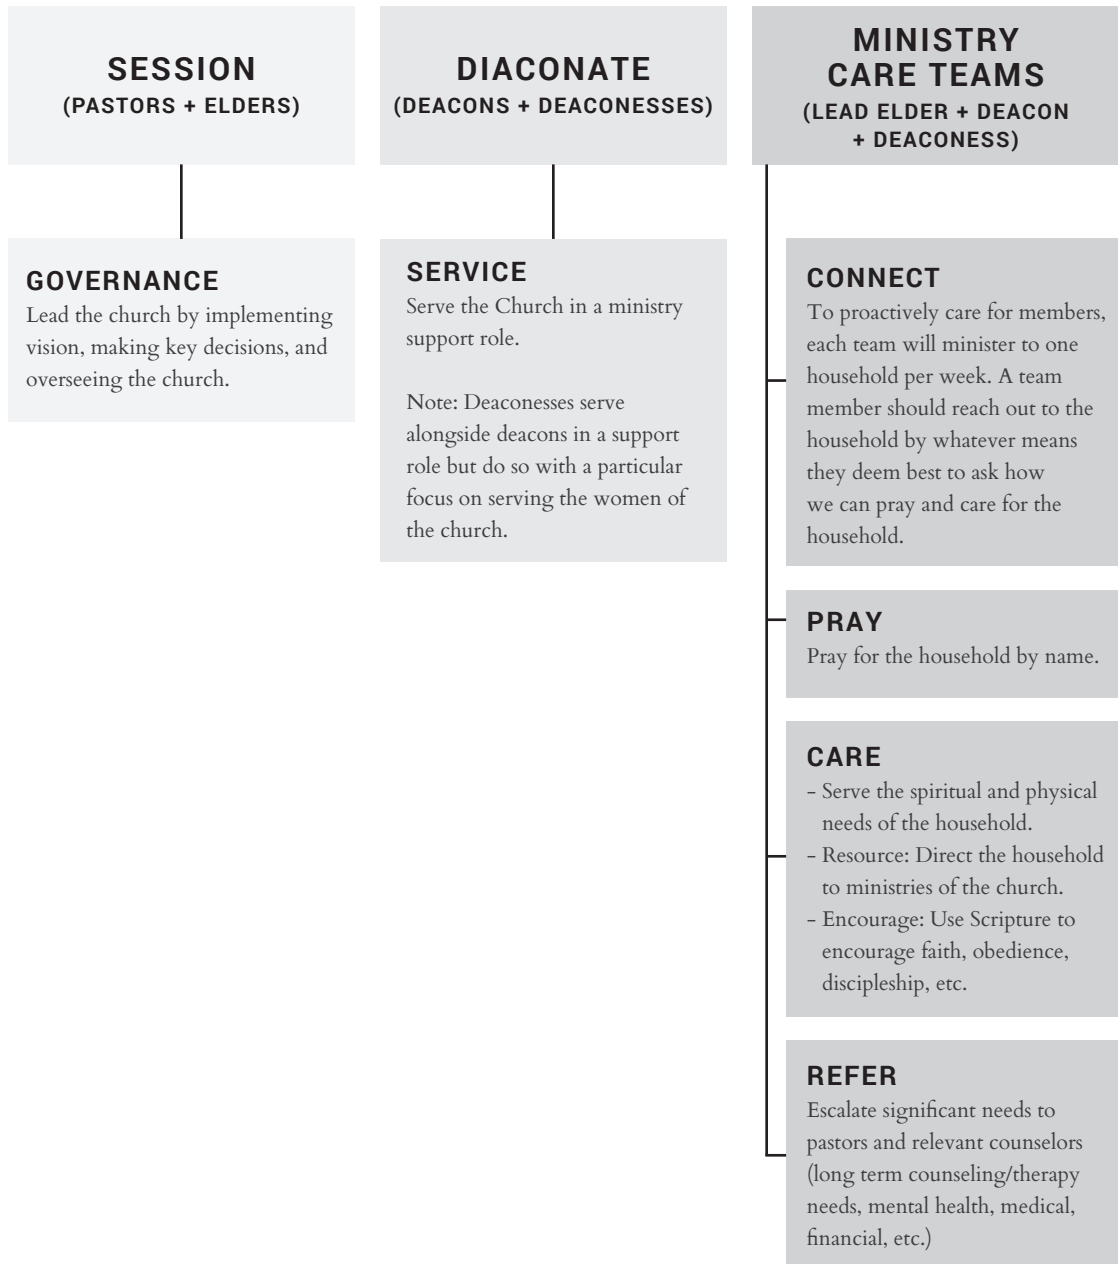 SESSION
(PASTORS + ELDERS)
GOVERNANCE
Lead the church by implementing
vision, making key decisions, and
overseeing the church.
DIACONATE
(DEACONS + DEACONESSES)
SERVICE
Serve the Church in a ministry
support role.
Note: Deaconesses serve
alongside deacons in a support
role but do so with a particular
focus on serving the women of
the church.
MINISTRY
CARE TEAMS
(LEAD ELDER + DEACON
+ DEACONESS)
CONNECT
To proactively care for members,
each team will minister to one
household per week. A team
member should reach out to the
household by whatever means
they deem best to ask how
we can pray and care for the
household.
PRAY
Pray for the household by name.
CARE
- Serve the spiritual and physical
needs of the household.
- Resource: Direct the household
to ministries of the church.
- Encourage: Use Scripture to
encourage faith, obedience,
discipleship, etc.
REFER
Escalate significant needs to
pastors and relevant counselors
(long term counseling/therapy
needs, mental health, medical,
financial, etc.)